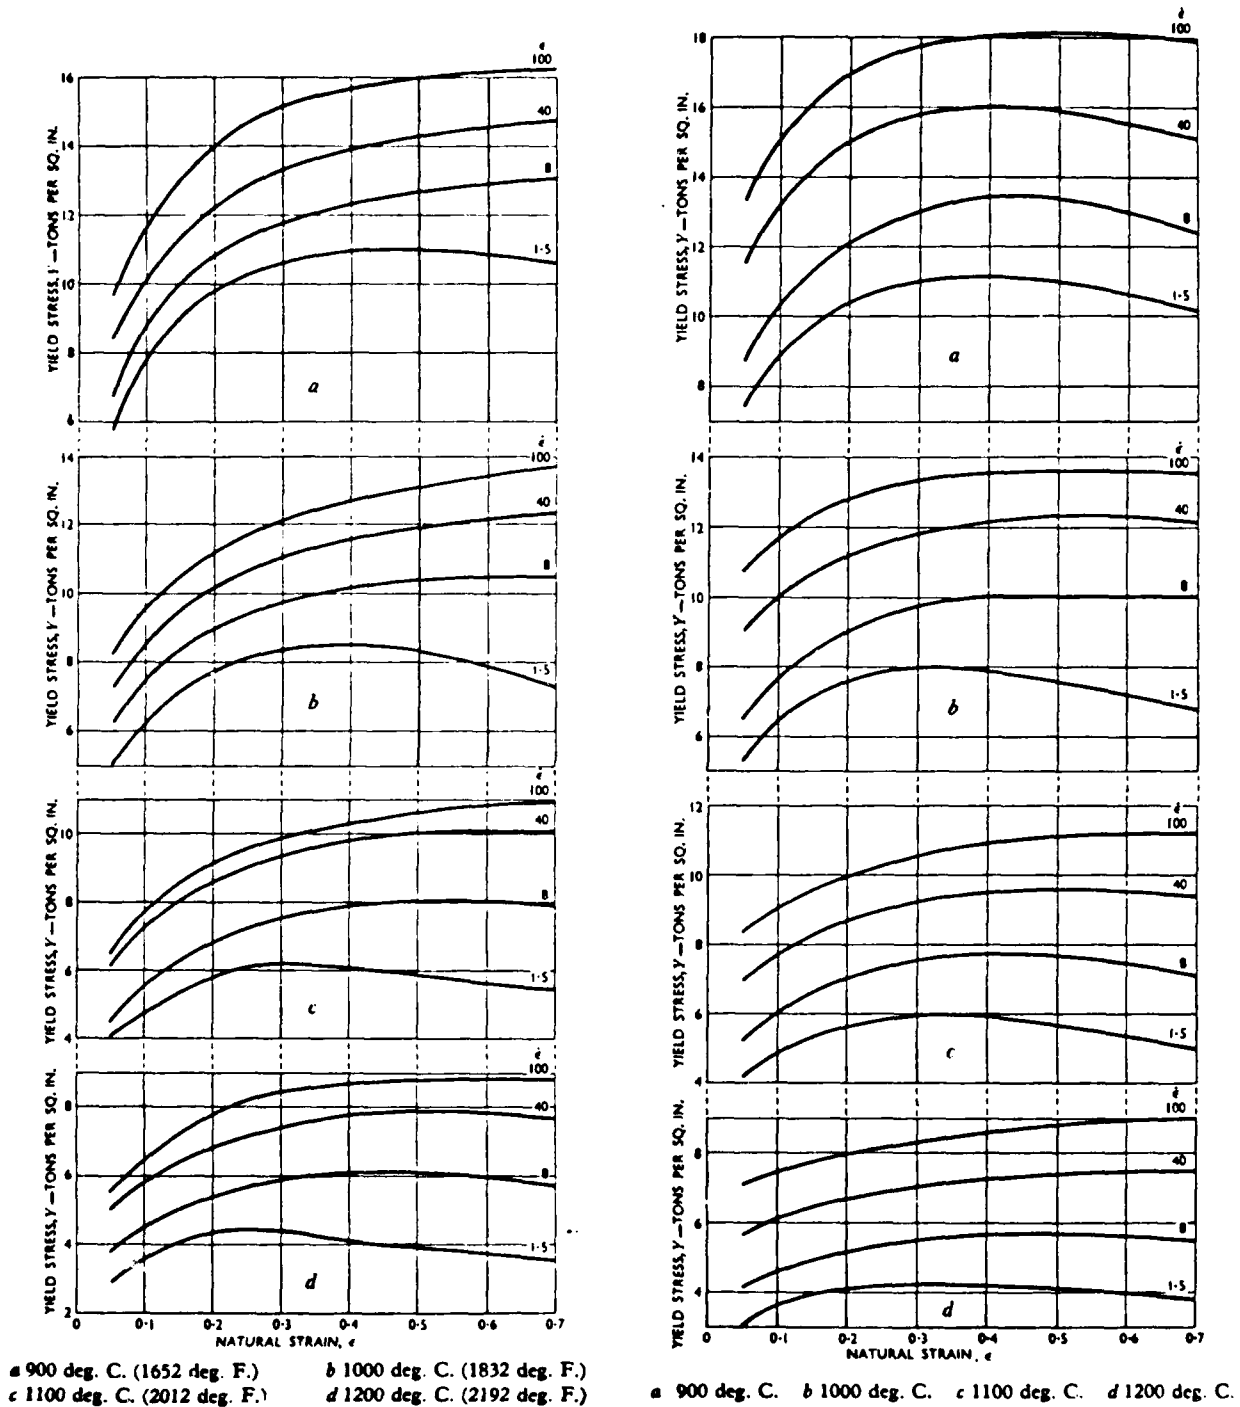 ė
100
40
8
1·5
16
14
12
10
8
6
YIELD STRESS, Y—TONS PER SQ. IN.
a
ė
100
40
8
1·5
14
12
10
8
6
YIELD STRESS, Y—TONS PER SQ. IN.
b
ė
100
40
8
1·5
10
8
6
4
YIELD STRESS, Y—TONS PER SQ. IN.
c
ė
100
40
8
1·5
8
6
4
2
YIELD STRESS, Y—TONS PER SQ. IN.
d
0 0·1 0·2 0·3 0·4 0·5 0·6 0·7
NATURAL STRAIN, ε
a 900 deg. C. (1652 deg. F.) b 1000 deg. C. (1832 deg. F.)
c 1100 deg. C. (2012 deg. F.) d 1200 deg. C. (2192 deg. F.)
ė
100
40
8
1·5
18
16
14
12
10
8
YIELD STRESS, Y—TONS PER SQ. IN.
a
ė
100
40
8
1·5
14
12
10
8
6
YIELD STRESS, Y—TONS PER SQ. IN.
b
ė
100
40
8
1·5
12
10
8
6
4
YIELD STRESS, Y—TONS PER SQ. IN.
c
ė
100
40
8
1·5
8
6
4
YIELD STRESS, Y—TONS PER SQ. IN.
d
0 0·1 0·2 0·3 0·4 0·5 0·6 0·7
NATURAL STRAIN, ε
a 900 deg. C. b 1000 deg. C. c 1100 deg. C. d 1200 deg. C.